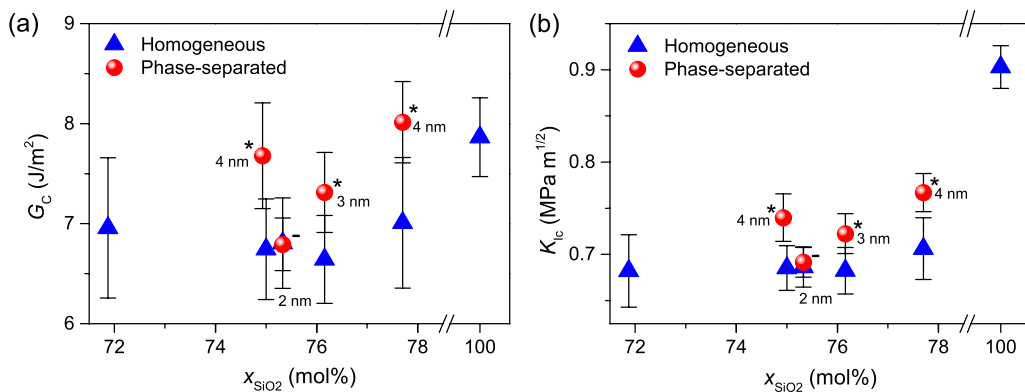 (a)
9
8
7
6
G_C (J/m²)
Homogeneous
Phase-separated
*
4 nm
-
2 nm
*
3 nm
*
4 nm
72 74 76 78 100
x_SiO2 (mol%)
(b)
0.9
0.8
0.7
K_Ic (MPa m^1/2)
Homogeneous
Phase-separated
*
4 nm
-
2 nm
*
3 nm
*
4 nm
72 74 76 78 100
x_SiO2 (mol%)